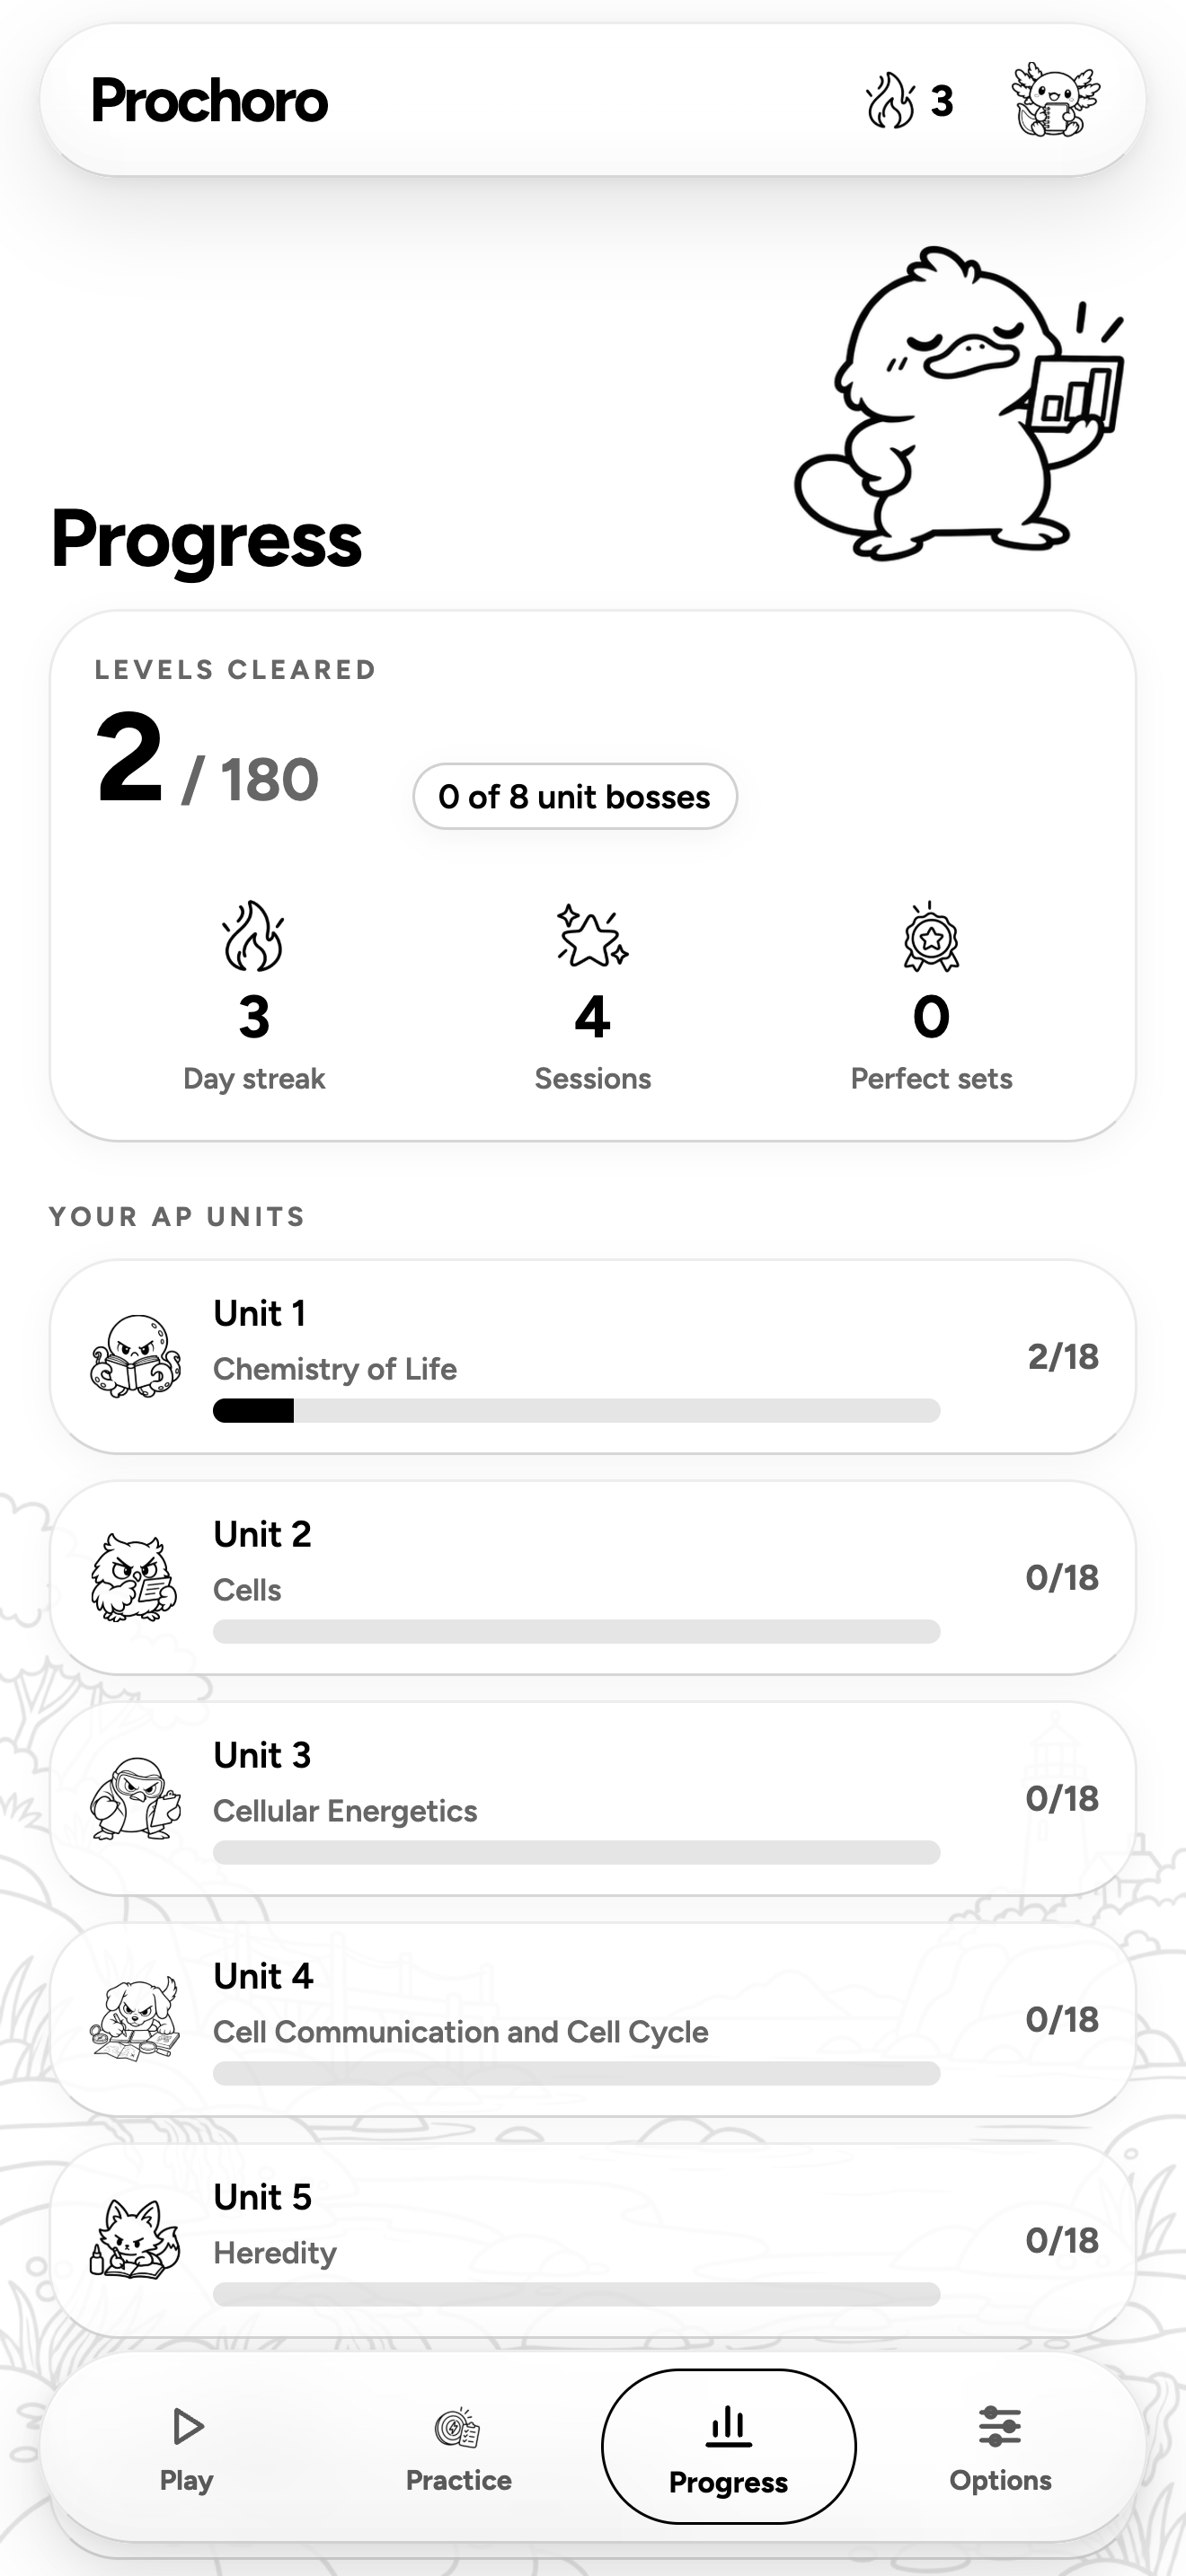 Prochoro
3
Progress
LEVELS CLEARED
2 / 180
0 of 8 unit bosses
3
4
0
Day streak
Sessions
Perfect sets
YOUR AP UNITS
Unit 1
Chemistry of Life
2/18
Unit 2
Cells
0/18
Unit 3
Cellular Energetics
0/18
Unit 4
Cell Communication and Cell Cycle
0/18
Unit 5
Heredity
0/18
Play
Practice
Progress
Options